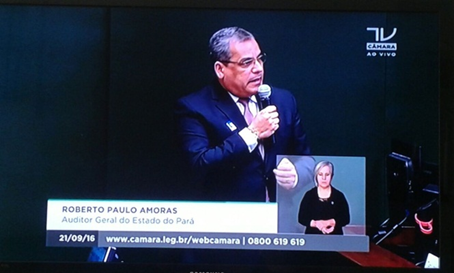 TV
CÂMARA
AO VIVO
ROBERTO PAULO AMORAS
Auditor Geral do Estado do Pará
21/09/16 www.camara.leg.br/webcamara | 0800 619 619